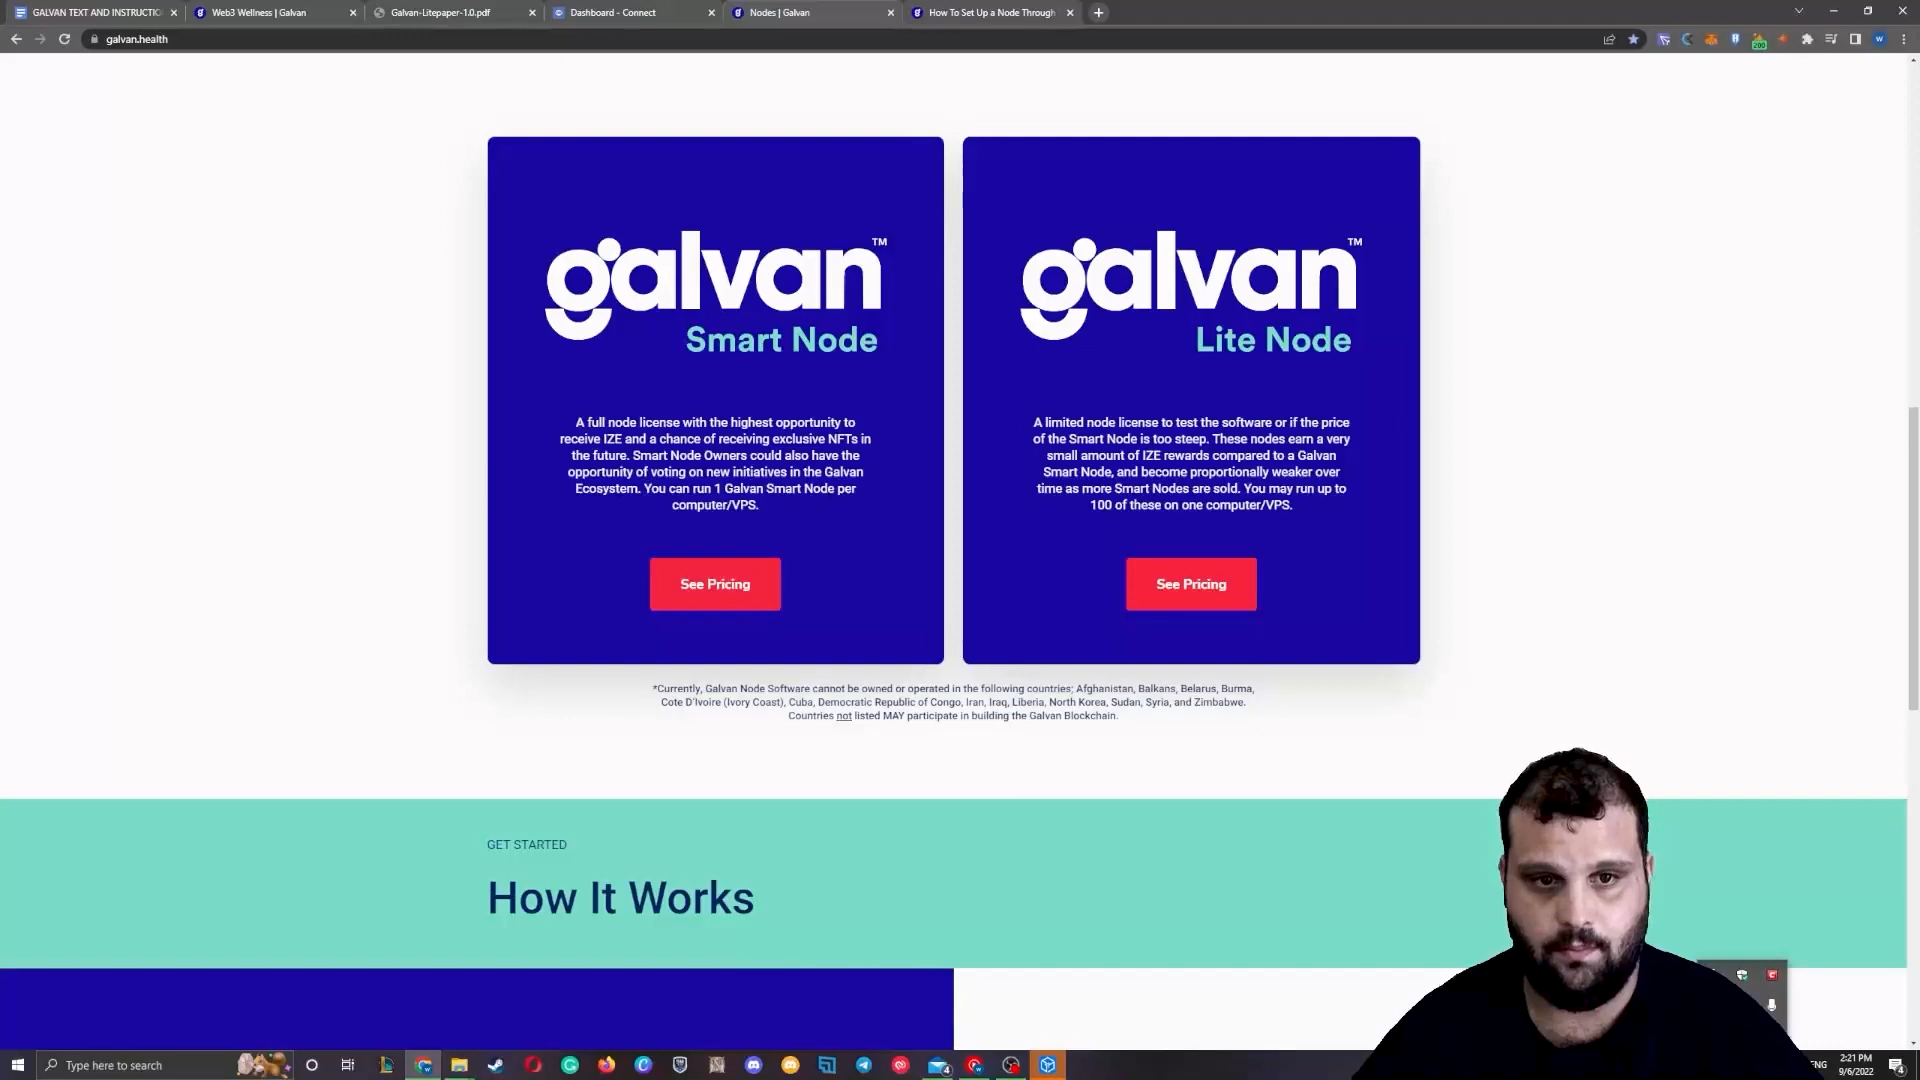 GALVAN TEXT AND INSTRUCTIO
Web3 Wellness | Galvan
Galvan-Litepaper-1.0.pdf
Dashboard - Connect
Nodes | Galvan
How To Set Up a Node Through
galvan.health
200
W
galvan™
Smart Node
A full node license with the highest opportunity to
receive IZE and a chance of receiving exclusive NFTs in
the future. Smart Node Owners could also have the
opportunity of voting on new initiatives in the Galvan
Ecosystem. You can run 1 Galvan Smart Node per
computer/VPS.
See Pricing
galvan™
Lite Node
A limited node license to test the software or if the price
of the Smart Node is too steep. These nodes earn a very
small amount of IZE rewards compared to a Galvan
Smart Node, and become proportionally weaker over
time as more Smart Nodes are sold. You may run up to
100 of these on one computer/VPS.
See Pricing
*Currently, Galvan Node Software cannot be owned or operated in the following countries; Afghanistan, Balkans, Belarus, Burma,
Cote D'Ivoire (Ivory Coast), Cuba, Democratic Republic of Congo, Iran, Iraq, Liberia, North Korea, Sudan, Syria, and Zimbabwe.
Countries not listed MAY participate in building the Galvan Blockchain.
GET STARTED
How It Works
Type here to search
4
ENG
2:21 PM
9/6/2022
4